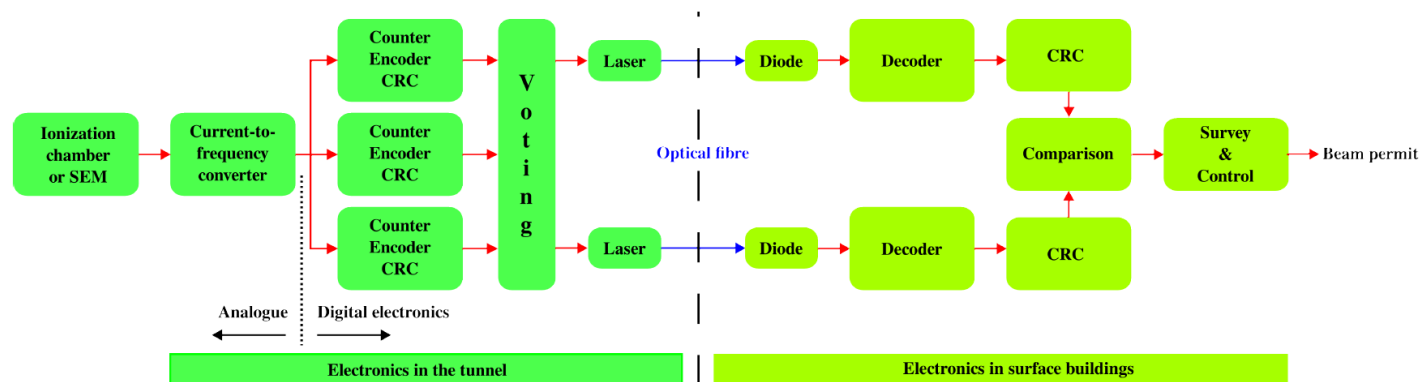 Ionization
chamber
or SEM
Current-to-
frequency
converter
Counter
Encoder
CRC
Counter
Encoder
CRC
Counter
Encoder
CRC
V
o
t
i
n
g
Laser
Laser
Optical fibre
Diode
Diode
Decoder
Decoder
CRC
CRC
Comparison
Survey
&
Control
Beam permit
Analogue
Digital electronics
Electronics in the tunnel
Electronics in surface buildings